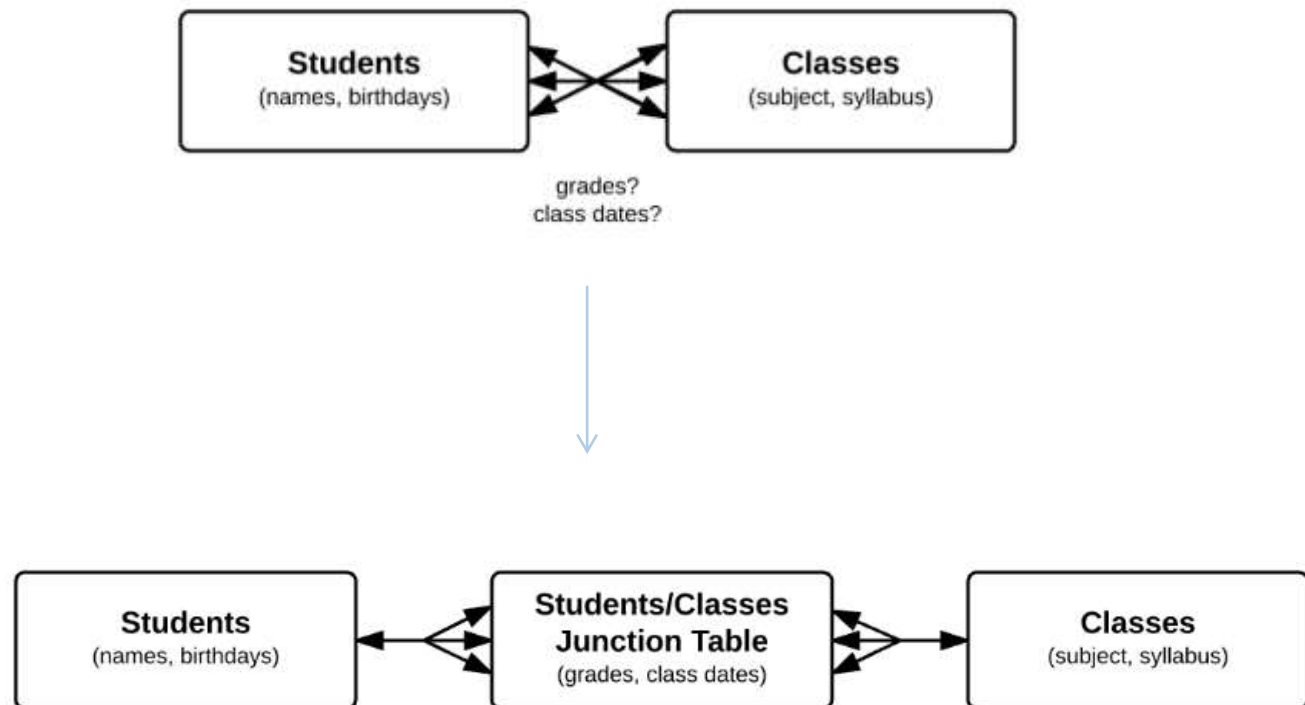 Students
(names, birthdays)
Classes
(subject, syllabus)
grades?
class dates?
Students
(names, birthdays)
Students/Classes
Junction Table
(grades, class dates)
Classes
(subject, syllabus)